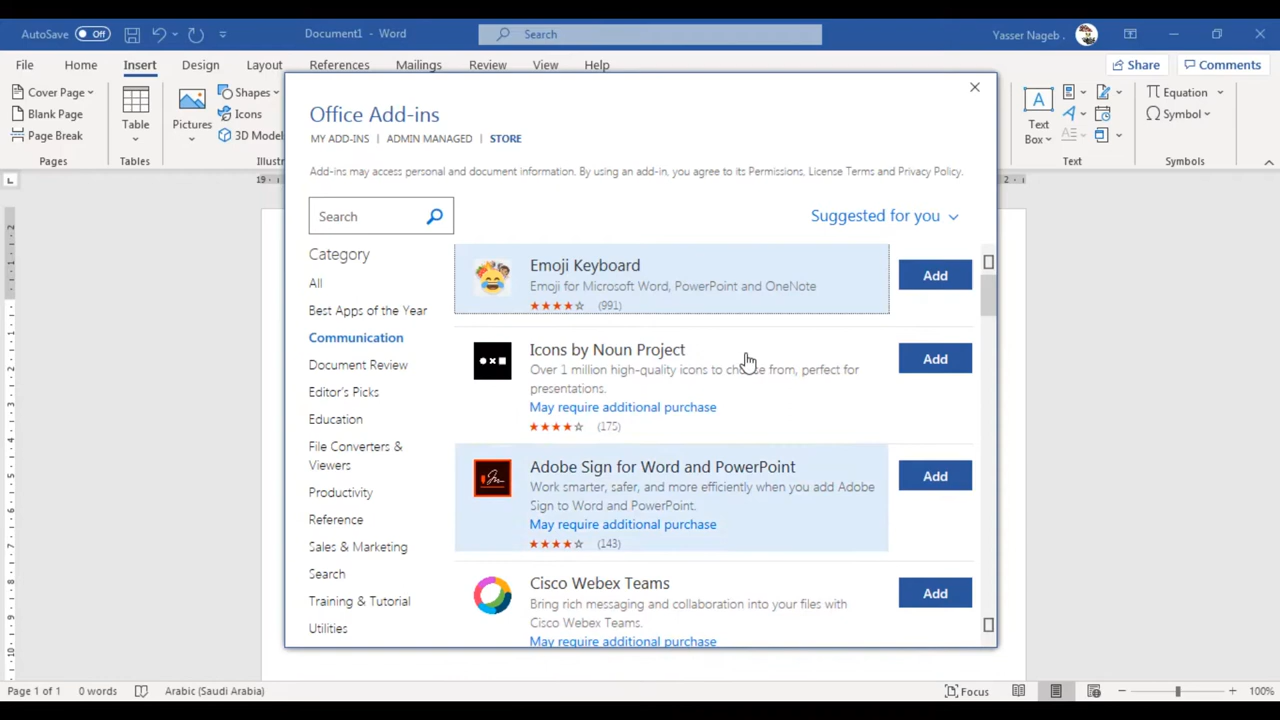 AutoSave Off
Document1 - Word
Search
Yasser Nageb .
File Home Insert Design Layout References Mailings Review View Help
Share Comments
Cover Page
Blank Page
Page Break
Pages
Table
Tables
Pictures
Shapes
Icons
3D Model
Illustr
Text
Box
Text
Equation
Symbol
Symbols
Office Add-ins
MY ADD-INS | ADMIN MANAGED | STORE
Add-ins may access personal and document information. By using an add-in, you agree to its Permissions, License Terms and Privacy Policy.
Search
Suggested for you
Category
All
Best Apps of the Year
Communication
Document Review
Editor's Picks
Education
File Converters &
Viewers
Productivity
Reference
Sales & Marketing
Search
Training & Tutorial
Utilities
Emoji Keyboard
Emoji for Microsoft Word, PowerPoint and OneNote
(991)
Add
Icons by Noun Project
Over 1 million high-quality icons to choose from, perfect for
presentations.
May require additional purchase
(175)
Add
Adobe Sign for Word and PowerPoint
Work smarter, safer, and more efficiently when you add Adobe
Sign to Word and PowerPoint.
May require additional purchase
(143)
Add
Cisco Webex Teams
Bring rich messaging and collaboration into your files with
Cisco Webex Teams.
May require additional purchase
Add
Page 1 of 1 0 words Arabic (Saudi Arabia)
Focus
100%